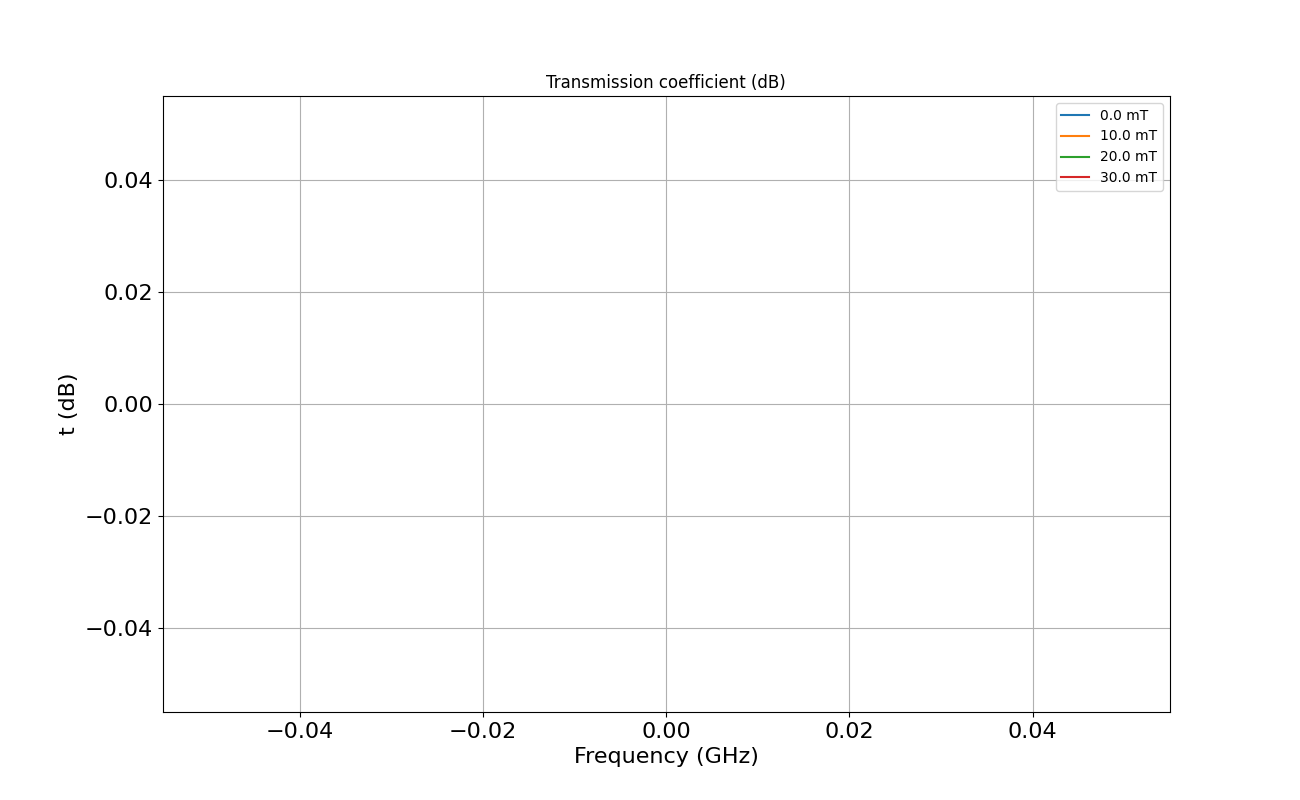 Transmission coefficient (dB)
0.0 mT
10.0 mT
20.0 mT
30.0 mT
0.04
0.02
0.00
−0.02
−0.04
t (dB)
−0.04 −0.02 0.00 0.02 0.04
Frequency (GHz)